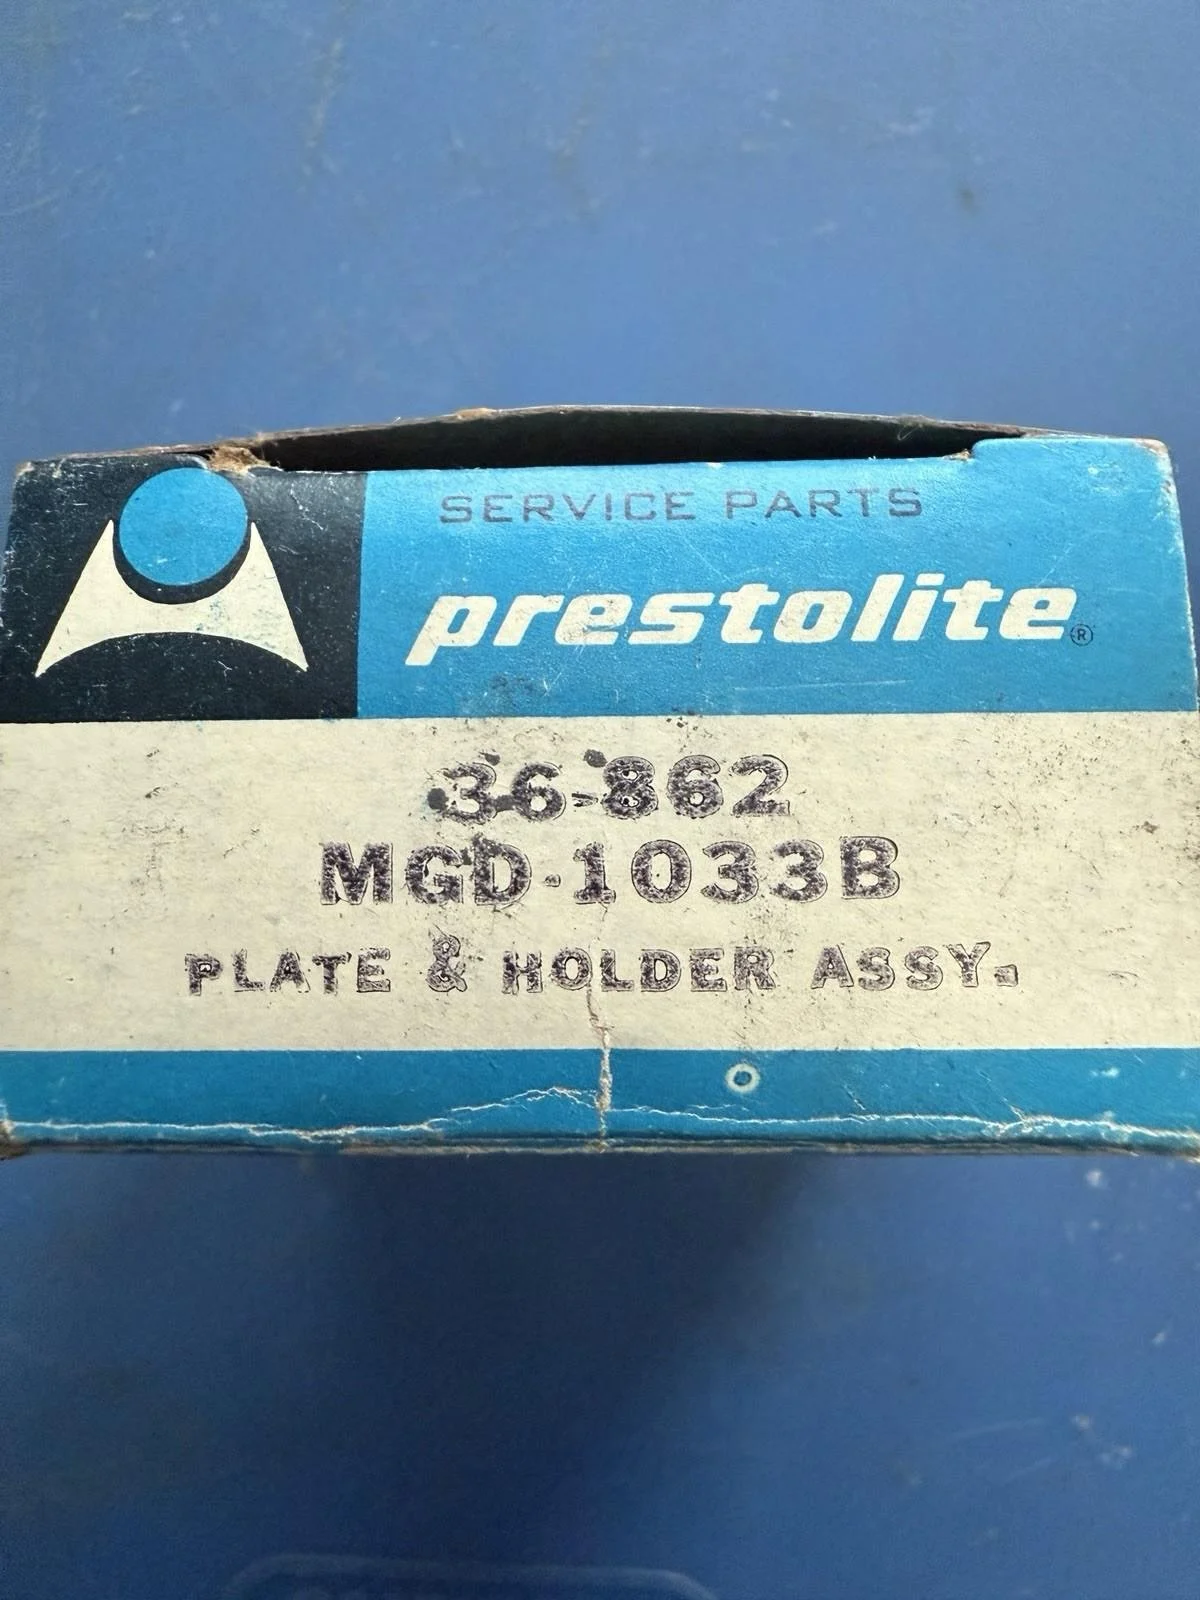 SERVICE PARTS
prestolite®
36-862
MGD-1033B
PLATE & HOLDER ASSY.